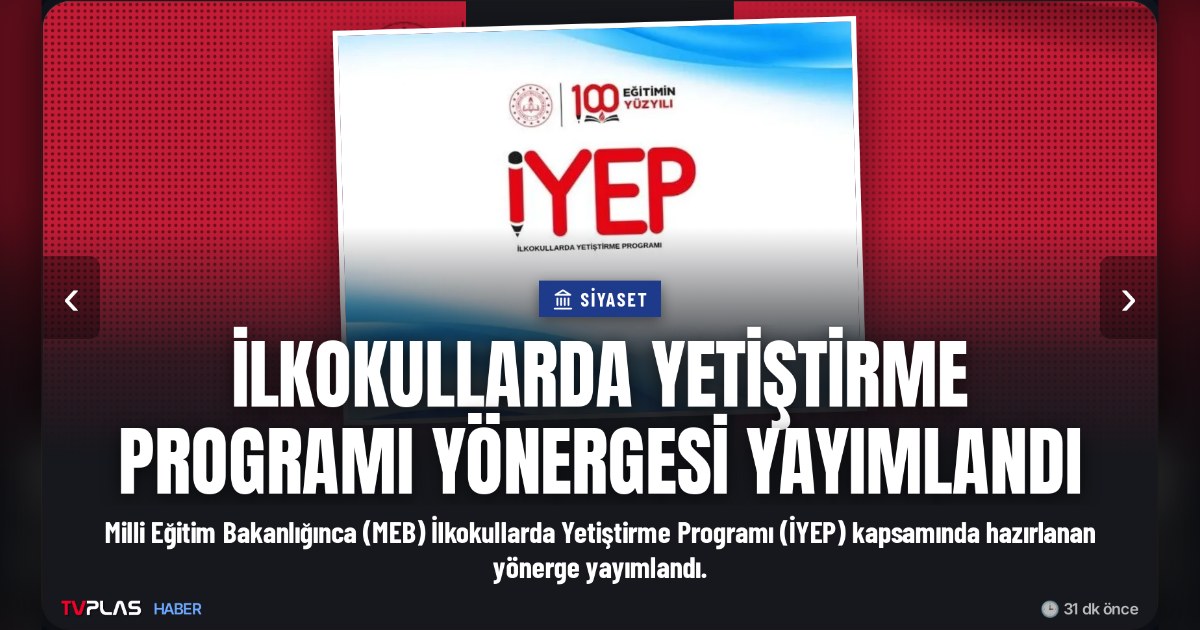 100 EĞİTİMİN
YÜZYILI
İYEP
İLKOKULLARDA YETİŞTİRME PROGRAMI
SİYASET
İLKOKULLARDA YETİŞTİRME
PROGRAMI YÖNERGESİ YAYIMLANDI
Milli Eğitim Bakanlığınca (MEB) İlkokullarda Yetiştirme Programı (İYEP) kapsamında hazırlanan
yönerge yayımlandı.
TVPLAS HABER
31 dk önce